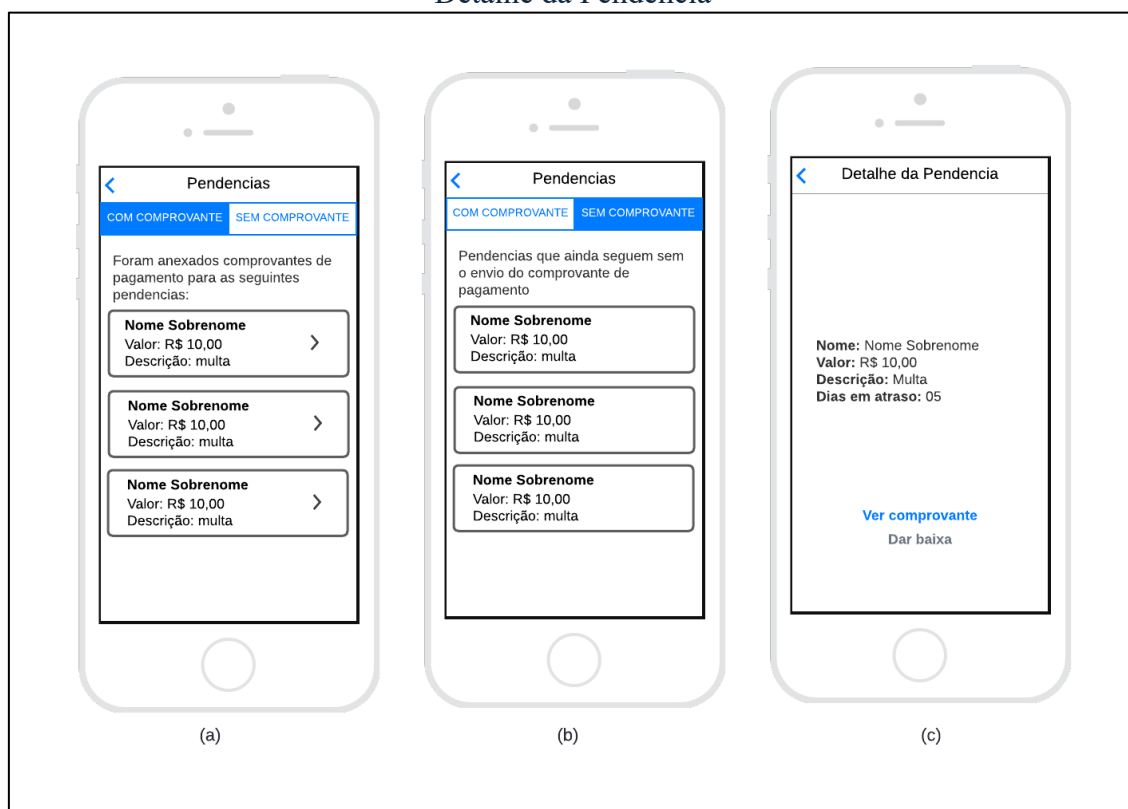 Detalhe da Pendencia
Pendencias
COM COMPROVANTE SEM COMPROVANTE
Foram anexados comprovantes de
pagamento para as seguintes
pendencias:
Nome Sobrenome
Valor: R$ 10,00
Descrição: multa
Nome Sobrenome
Valor: R$ 10,00
Descrição: multa
Nome Sobrenome
Valor: R$ 10,00
Descrição: multa
(a)
Pendencias
COM COMPROVANTE SEM COMPROVANTE
Pendencias que ainda seguem sem
o envio do comprovante de
pagamento
Nome Sobrenome
Valor: R$ 10,00
Descrição: multa
Nome Sobrenome
Valor: R$ 10,00
Descrição: multa
Nome Sobrenome
Valor: R$ 10,00
Descrição: multa
(b)
Detalhe da Pendencia
Nome: Nome Sobrenome
Valor: R$ 10,00
Descrição: Multa
Dias em atraso: 05
Ver comprovante
Dar baixa
(c)